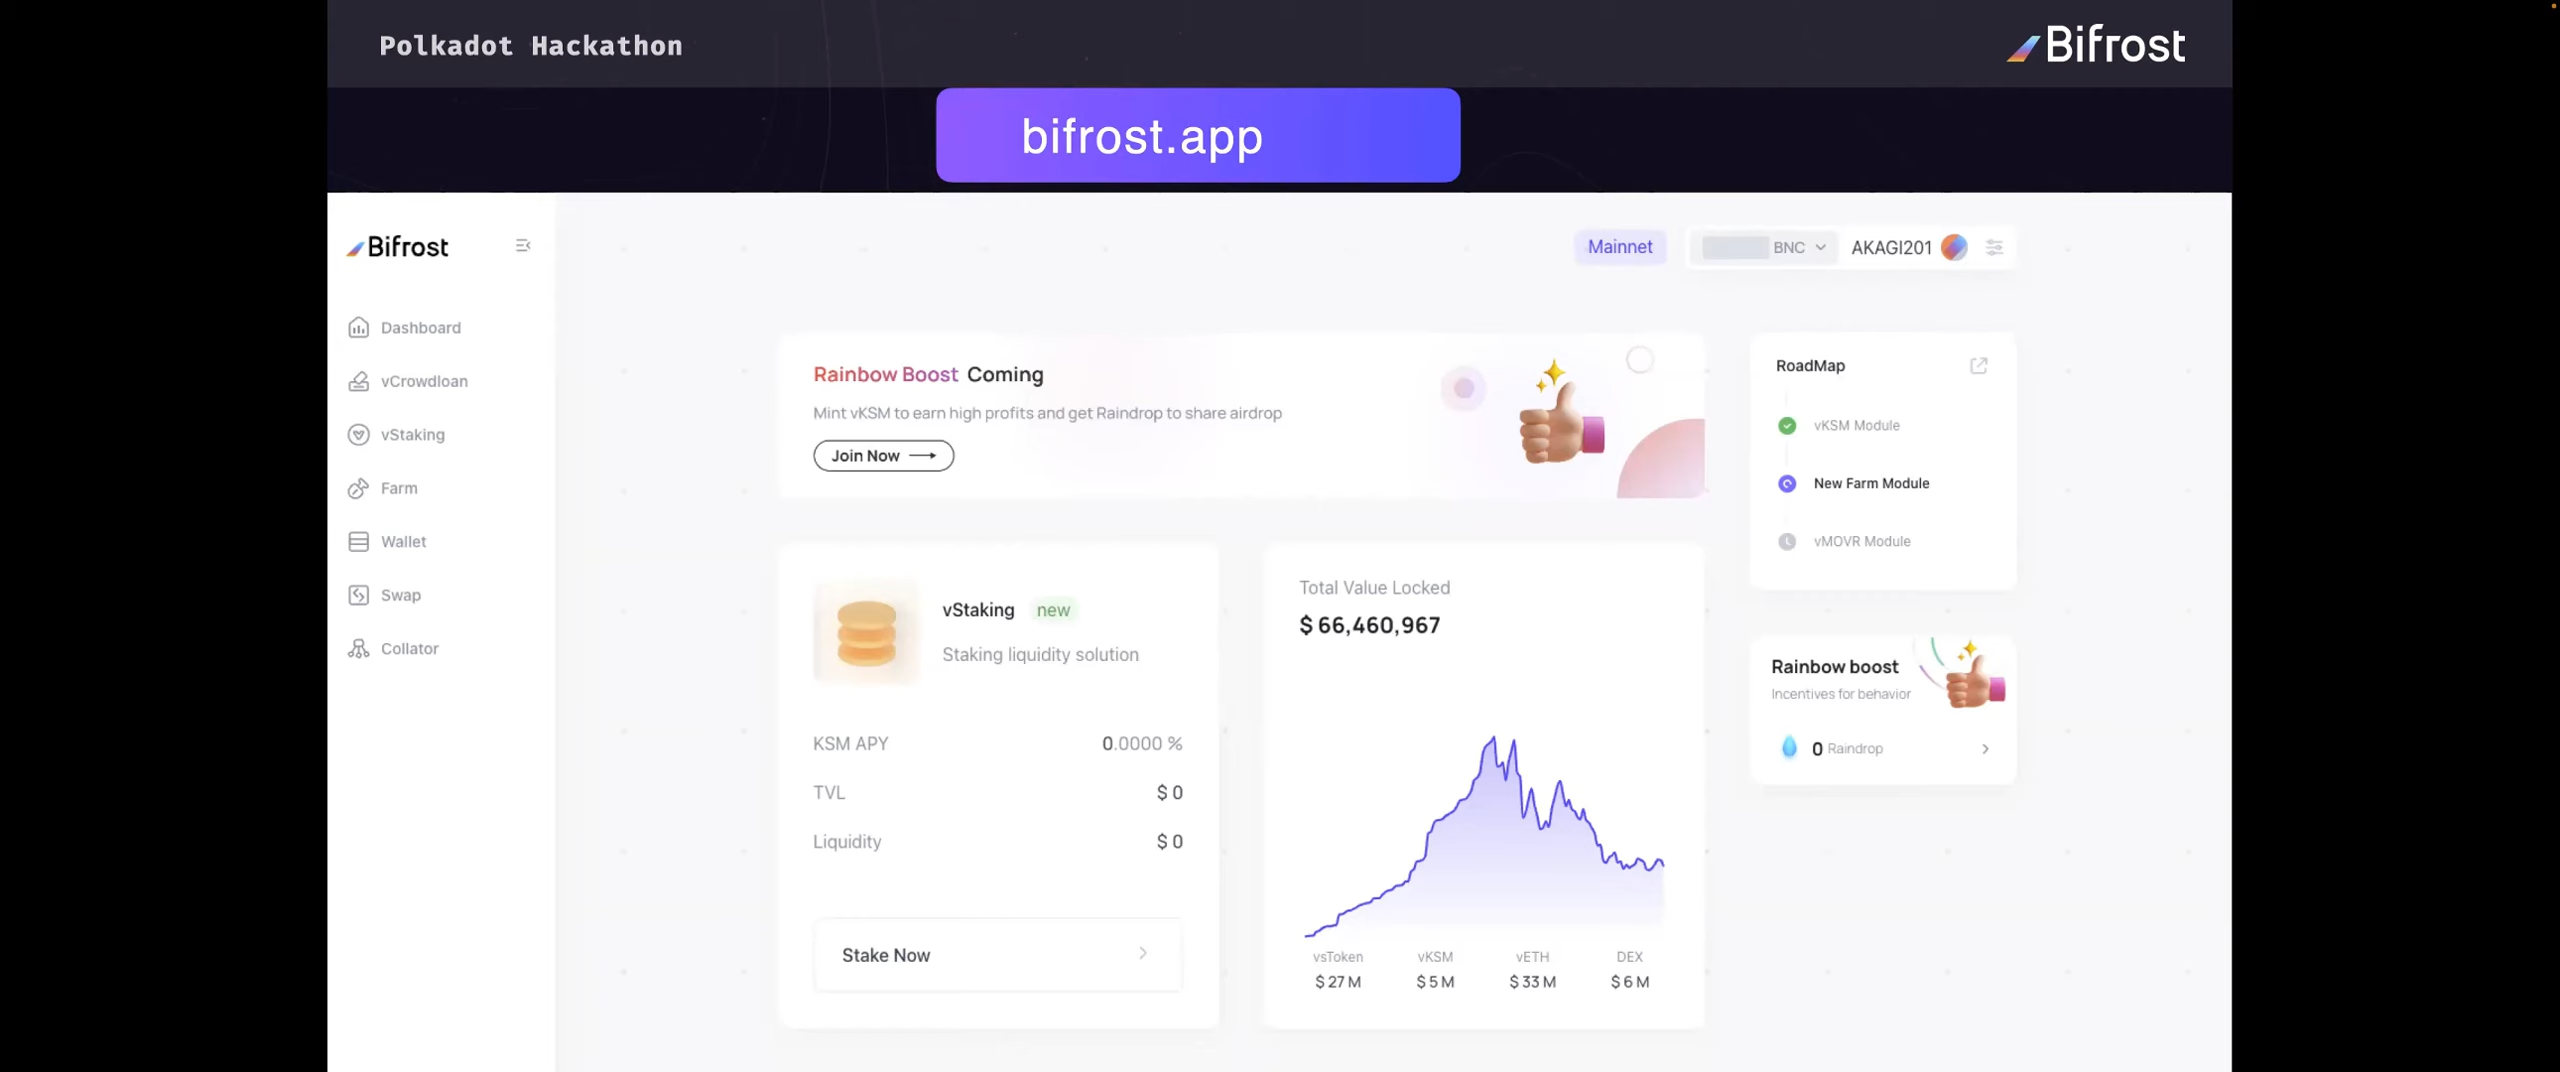 Polkadot Hackathon
Bifrost
bifrost.app
Bifrost
Mainnet
BNC
AKAGI201
Dashboard
vCrowdloan
vStaking
Farm
Wallet
Swap
Collator
Rainbow Boost Coming
Mint vKSM to earn high profits and get Raindrop to share airdrop
Join Now
RoadMap
vKSM Module
New Farm Module
vMOVR Module
vStaking new
Staking liquidity solution
KSM APY 0.0000 %
TVL $ 0
Liquidity $ 0
Stake Now
Total Value Locked
$ 66,460,967
vsToken vKSM vETH DEX
$ 27 M $ 5 M $ 33 M $ 6 M
Rainbow boost
Incentives for behavior
0 Raindrop